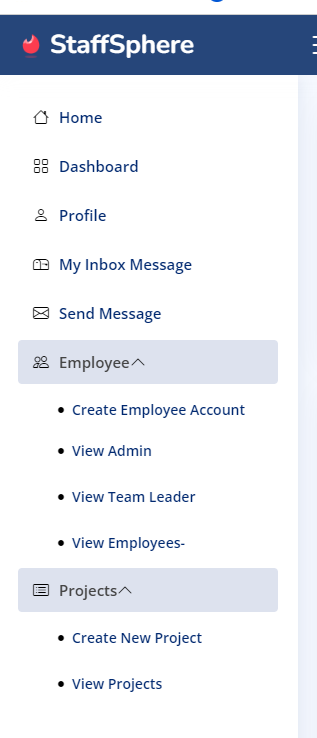 StaffSphere
Home
Dashboard
Profile
My Inbox Message
Send Message
Employee
Create Employee Account
View Admin
View Team Leader
View Employees-
Projects
Create New Project
View Projects